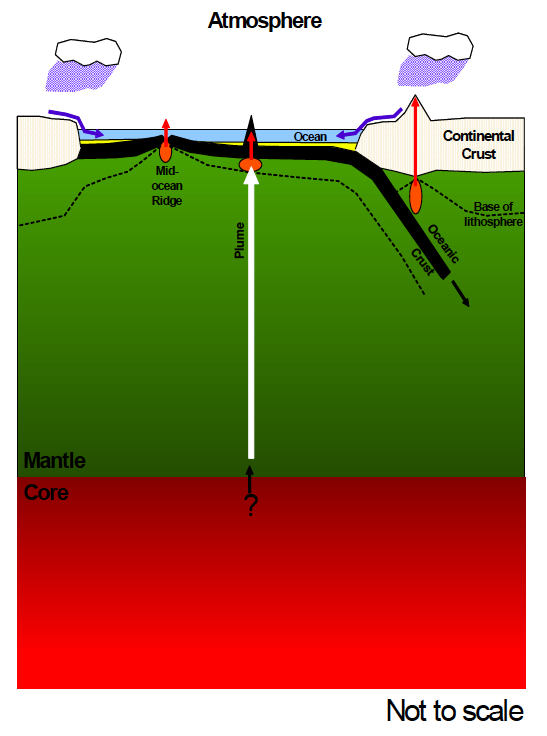 Atmosphere
Ocean
Continental
Crust
Mid-
ocean
Ridge
Base of
lithosphere
Plume
Oceanic
Crust
Mantle
Core
?
Not to scale